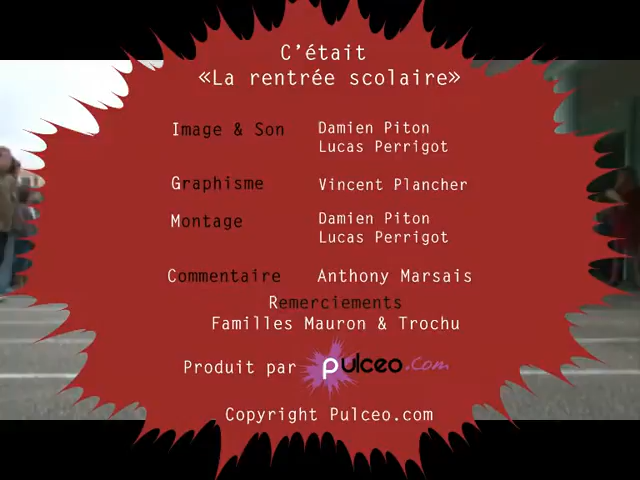 C'était
«La rentrée scolaire»
Image & Son Damien Piton
Lucas Perrigot
Graphisme Vincent Plancher
Montage Damien Piton
Lucas Perrigot
Commentaire Anthony Marsais
Remerciements
Familles Mauron & Trochu
Produit par pulceo.com
Copyright Pulceo.com